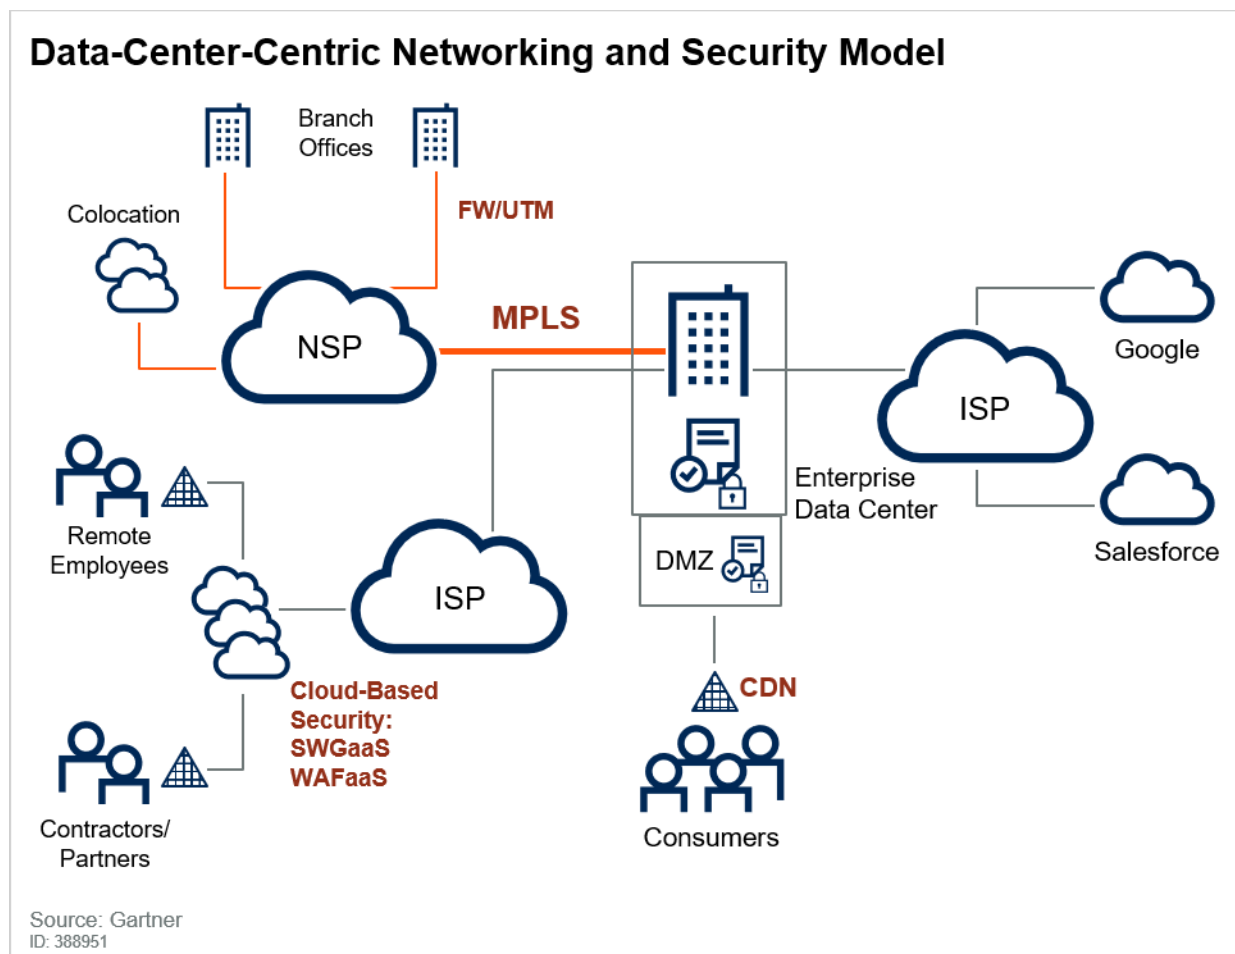 Data-Center-Centric Networking and Security Model
Branch
Offices
Colocation
FW/UTM
NSP
MPLS
Google
ISP
Salesforce
Enterprise
Data Center
DMZ
Remote
Employees
ISP
Cloud-Based
Security:
SWGaaS
WAFaaS
CDN
Contractors/
Partners
Consumers
Source: Gartner
ID: 388951